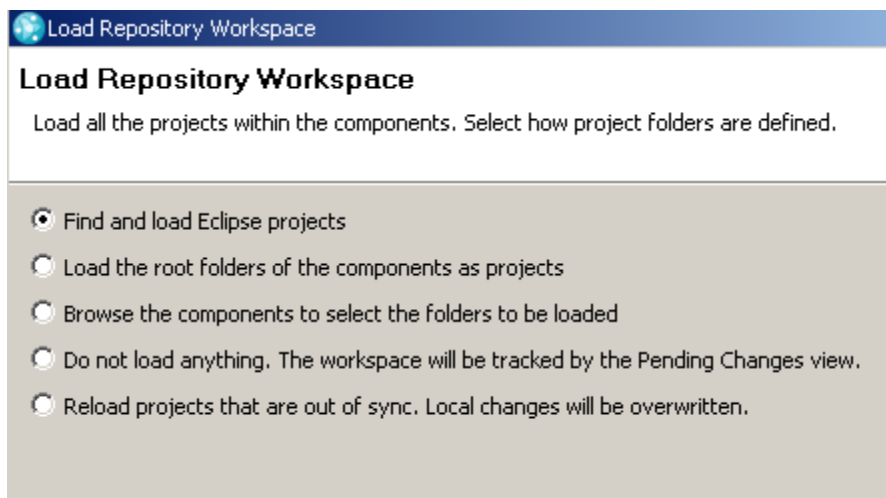 Load Repository Workspace
Load Repository Workspace
Load all the projects within the components. Select how project folders are defined.
Find and load Eclipse projects
Load the root folders of the components as projects
Browse the components to select the folders to be loaded
Do not load anything. The workspace will be tracked by the Pending Changes view.
Reload projects that are out of sync. Local changes will be overwritten.